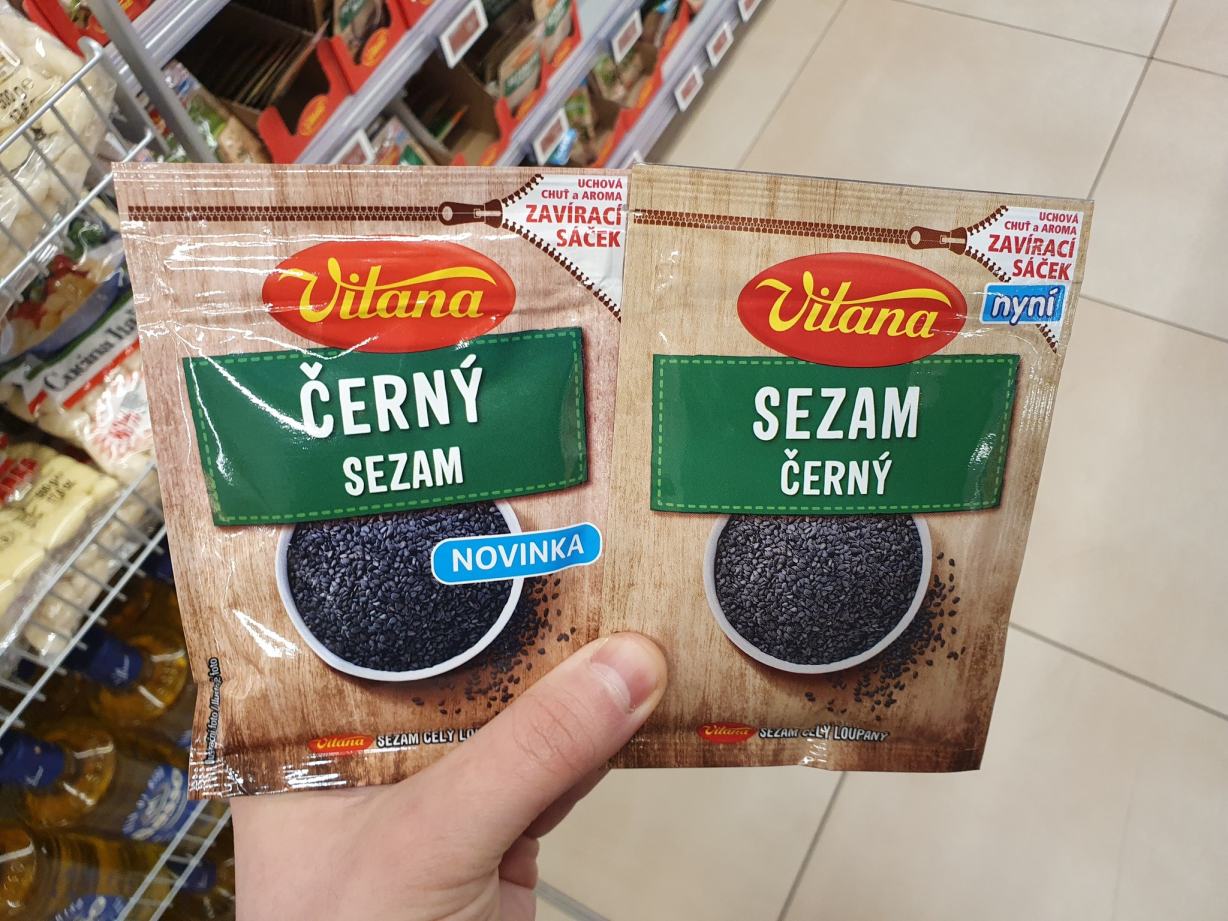 UCHOVÁ
CHUŤ a AROMA
ZAVÍRACÍ
SÁČEK
Vitana
ČERNÝ
SEZAM
NOVINKA
Vitana SEZAM CELÝ
UCHOVÁ
CHUŤ a AROMA
ZAVÍRACÍ
SÁČEK
nyní
Vitana
SEZAM
ČERNÝ
Vitana SEZAM CELÝ LOUPANÝ
Cucina